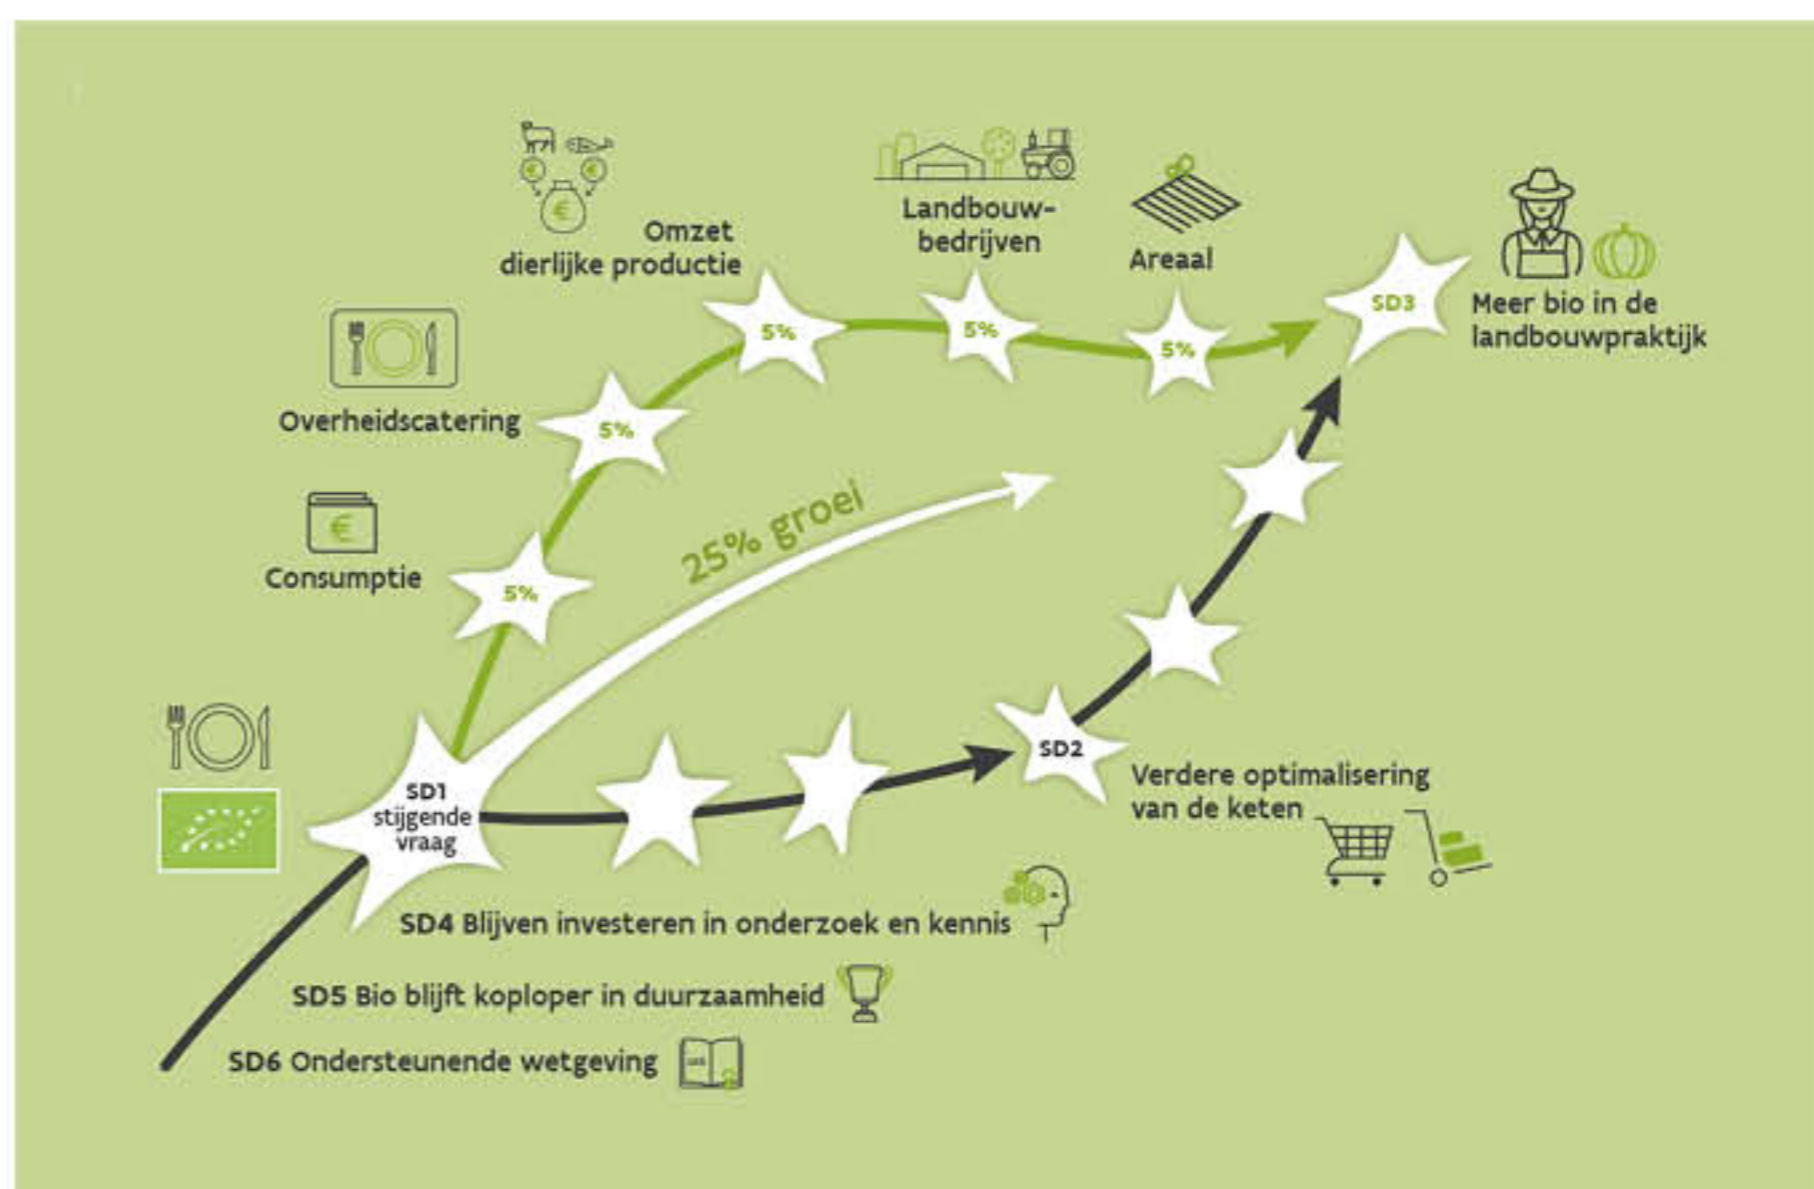 Omzet
dierlijke productie
Landbouw-
bedrijven
Areaal
SD3
Meer bio in de
landbouwpraktijk
5%
5%
5%
Overheidscatering
5%
25% groei
Consumptie
5%
SD1
stijgende
vraag
SD2
Verdere optimalisering
van de keten
SD4 Blijven investeren in onderzoek en kennis
SD5 Bio blijft koploper in duurzaamheid
SD6 Ondersteunende wetgeving